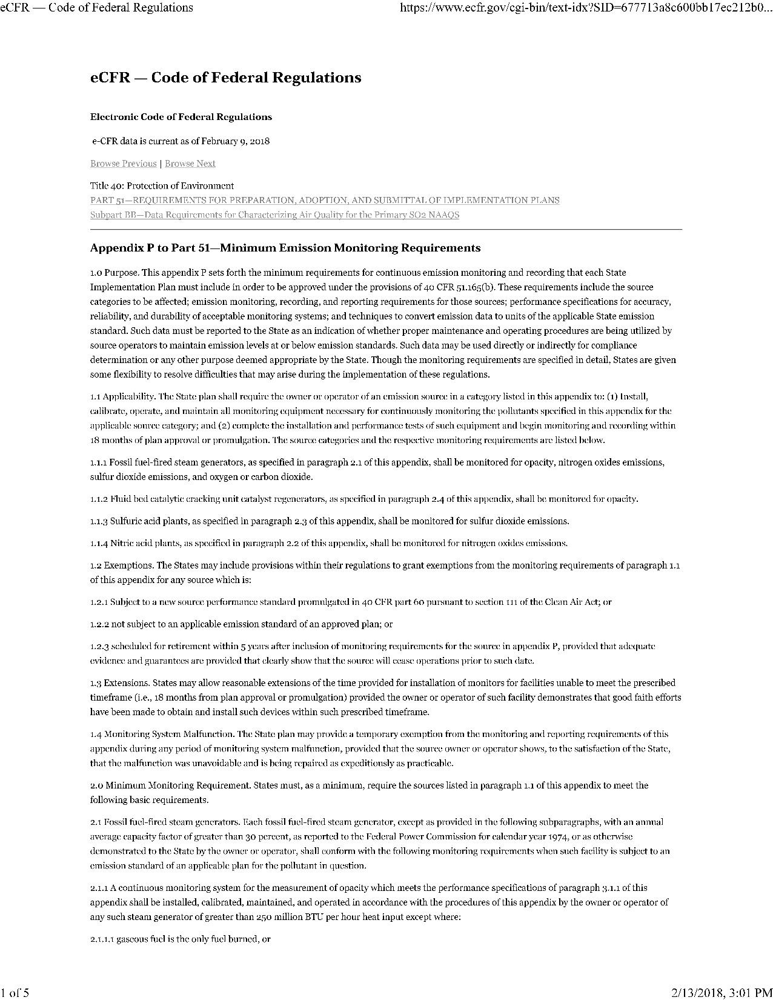 eCFR — Code of Federal Regulations
https://www.ecfr.gov/cgi-bin/text-idx?SID=677713a8c600bb17ec212b0...
eCFR — Code of Federal Regulations
Electronic Code of Federal Regulations
e-CFR data is current as of February 9, 2018
Browse Previous | Browse Next
Title 40: Protection of Environment
PART 51—REQUIREMENTS FOR PREPARATION, ADOPTION, AND SUBMITTAL OF IMPLEMENTATION PLANS
Subpart BB—Data Requirements for Characterizing Air Quality for the Primary SO2 NAAQS
Appendix P to Part 51—Minimum Emission Monitoring Requirements
1.0 Purpose. This appendix P sets forth the minimum requirements for continuous emission monitoring and recording that each State
Implementation Plan must include in order to be approved under the provisions of 40 CFR 51.165(b). These requirements include the source
categories to be affected; emission monitoring, recording, and reporting requirements for those sources; performance specifications for accuracy,
reliability, and durability of acceptable monitoring systems; and techniques to convert emission data to units of the applicable State emission
standard. Such data must be reported to the State as an indication of whether proper maintenance and operating procedures are being utilized by
source operators to maintain emission levels at or below emission standards. Such data may be used directly or indirectly for compliance
determination or any other purpose deemed appropriate by the State. Though the monitoring requirements are specified in detail, States are given
some flexibility to resolve difficulties that may arise during the implementation of these regulations.
1.1 Applicability. The State plan shall require the owner or operator of an emission source in a category listed in this appendix to: (1) Install,
calibrate, operate, and maintain all monitoring equipment necessary for continuously monitoring the pollutants specified in this appendix for the
applicable source category; and (2) complete the installation and performance tests of such equipment and begin monitoring and recording within
18 months of plan approval or promulgation. The source categories and the respective monitoring requirements are listed below.
1.1.1 Fossil fuel-fired steam generators, as specified in paragraph 2.1 of this appendix, shall be monitored for opacity, nitrogen oxides emissions,
sulfur dioxide emissions, and oxygen or carbon dioxide.
1.1.2 Fluid bed catalytic cracking unit catalyst regenerators, as specified in paragraph 2.4 of this appendix, shall be monitored for opacity.
1.1.3 Sulfuric acid plants, as specified in paragraph 2.3 of this appendix, shall be monitored for sulfur dioxide emissions.
1.1.4 Nitric acid plants, as specified in paragraph 2.2 of this appendix, shall be monitored for nitrogen oxides emissions.
1.2 Exemptions. The States may include provisions within their regulations to grant exemptions from the monitoring requirements of paragraph 1.1
of this appendix for any source which is:
1.2.1 Subject to a new source performance standard promulgated in 40 CFR part 60 pursuant to section 111 of the Clean Air Act; or
1.2.2 not subject to an applicable emission standard of an approved plan; or
1.2.3 scheduled for retirement within 5 years after inclusion of monitoring requirements for the source in appendix P, provided that adequate
evidence and guarantees are provided that clearly show that the source will cease operations prior to such date.
1.3 Extensions. States may allow reasonable extensions of the time provided for installation of monitors for facilities unable to meet the prescribed
timeframe (i.e., 18 months from plan approval or promulgation) provided the owner or operator of such facility demonstrates that good faith efforts
have been made to obtain and install such devices within such prescribed timeframe.
1.4 Monitoring System Malfunction. The State plan may provide a temporary exemption from the monitoring and reporting requirements of this
appendix during any period of monitoring system malfunction, provided that the source owner or operator shows, to the satisfaction of the State,
that the malfunction was unavoidable and is being repaired as expeditiously as practicable.
2.0 Minimum Monitoring Requirement. States must, as a minimum, require the sources listed in paragraph 1.1 of this appendix to meet the
following basic requirements.
2.1 Fossil fuel-fired steam generators. Each fossil fuel-fired steam generator, except as provided in the following subparagraphs, with an annual
average capacity factor of greater than 30 percent, as reported to the Federal Power Commission for calendar year 1974, or as otherwise
demonstrated to the State by the owner or operator, shall conform with the following monitoring requirements when such facility is subject to an
emission standard of an applicable plan for the pollutant in question.
2.1.1 A continuous monitoring system for the measurement of opacity which meets the performance specifications of paragraph 3.1.1 of this
appendix shall be installed, calibrated, maintained, and operated in accordance with the procedures of this appendix by the owner or operator of
any such steam generator of greater than 250 million BTU per hour heat input except where:
2.1.1.1 gaseous fuel is the only fuel burned, or
1 of 5
2/13/2018, 3:01 PM